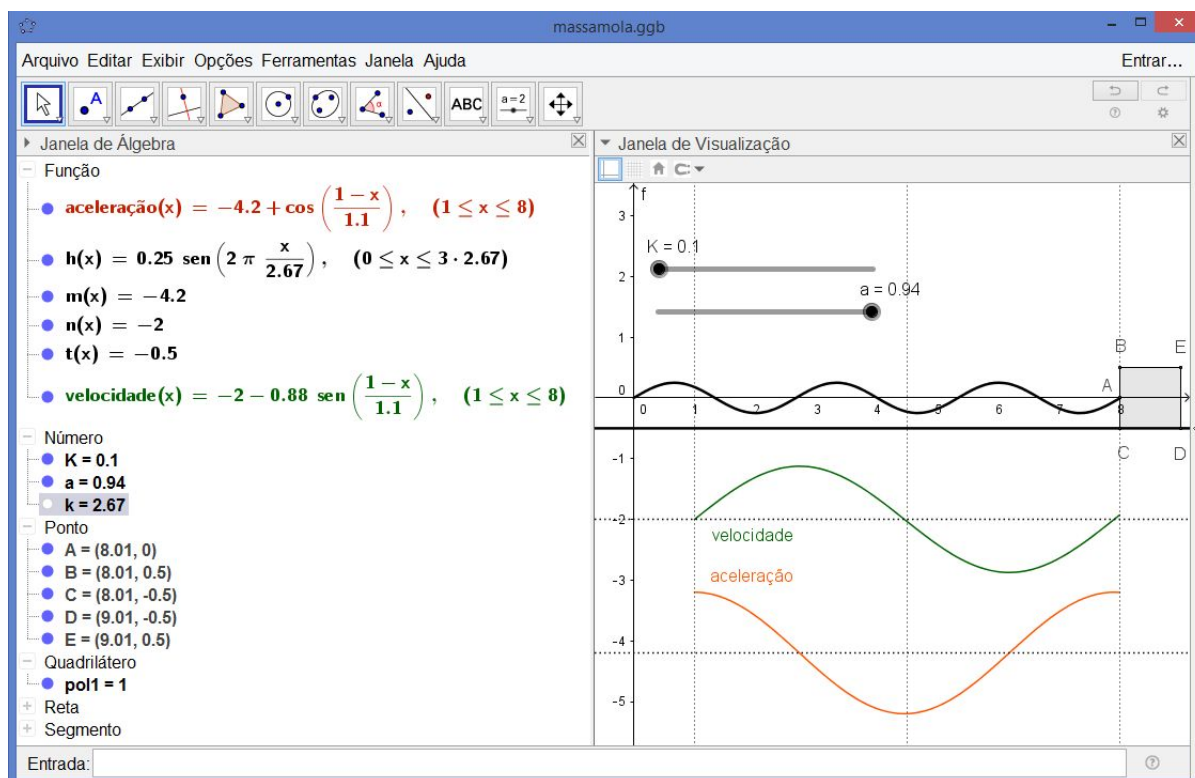 massamola.ggb
Arquivo Editar Exibir Opções Ferramentas Janela Ajuda
Entrar...
A
α
ABC
a=2
Janela de Álgebra
Janela de Visualização
Função
aceleração(x) = −4.2 + cos((1 − x)/1.1), (1 ≤ x ≤ 8)
h(x) = 0.25 sen(2 π x/2.67), (0 ≤ x ≤ 3 · 2.67)
m(x) = −4.2
n(x) = −2
t(x) = −0.5
velocidade(x) = −2 − 0.88 sen((1 − x)/1.1), (1 ≤ x ≤ 8)
Número
K = 0.1
a = 0.94
k = 2.67
Ponto
A = (8.01, 0)
B = (8.01, 0.5)
C = (8.01, -0.5)
D = (9.01, -0.5)
E = (9.01, 0.5)
Quadrilátero
pol1 = 1
Reta
Segmento
f
3
K = 0.1
2
a = 0.94
1
B E
A
0
0 1 2 3 4 5 6 7 8
C D
-1
-2
velocidade
aceleração
-3
-4
-5
Entrada: